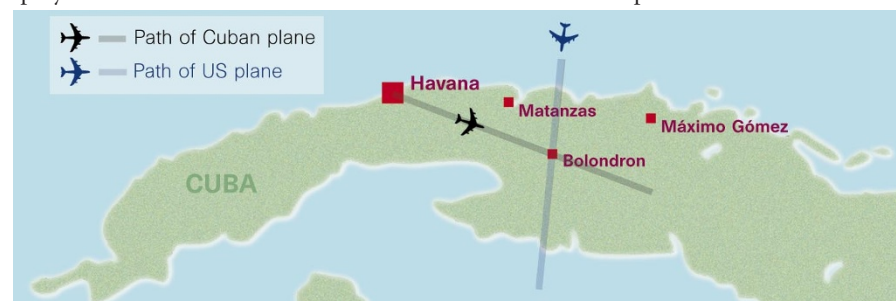 Path of Cuban plane
Path of US plane
Havana
Matanzas
Máximo Gómez
Bolondron
CUBA